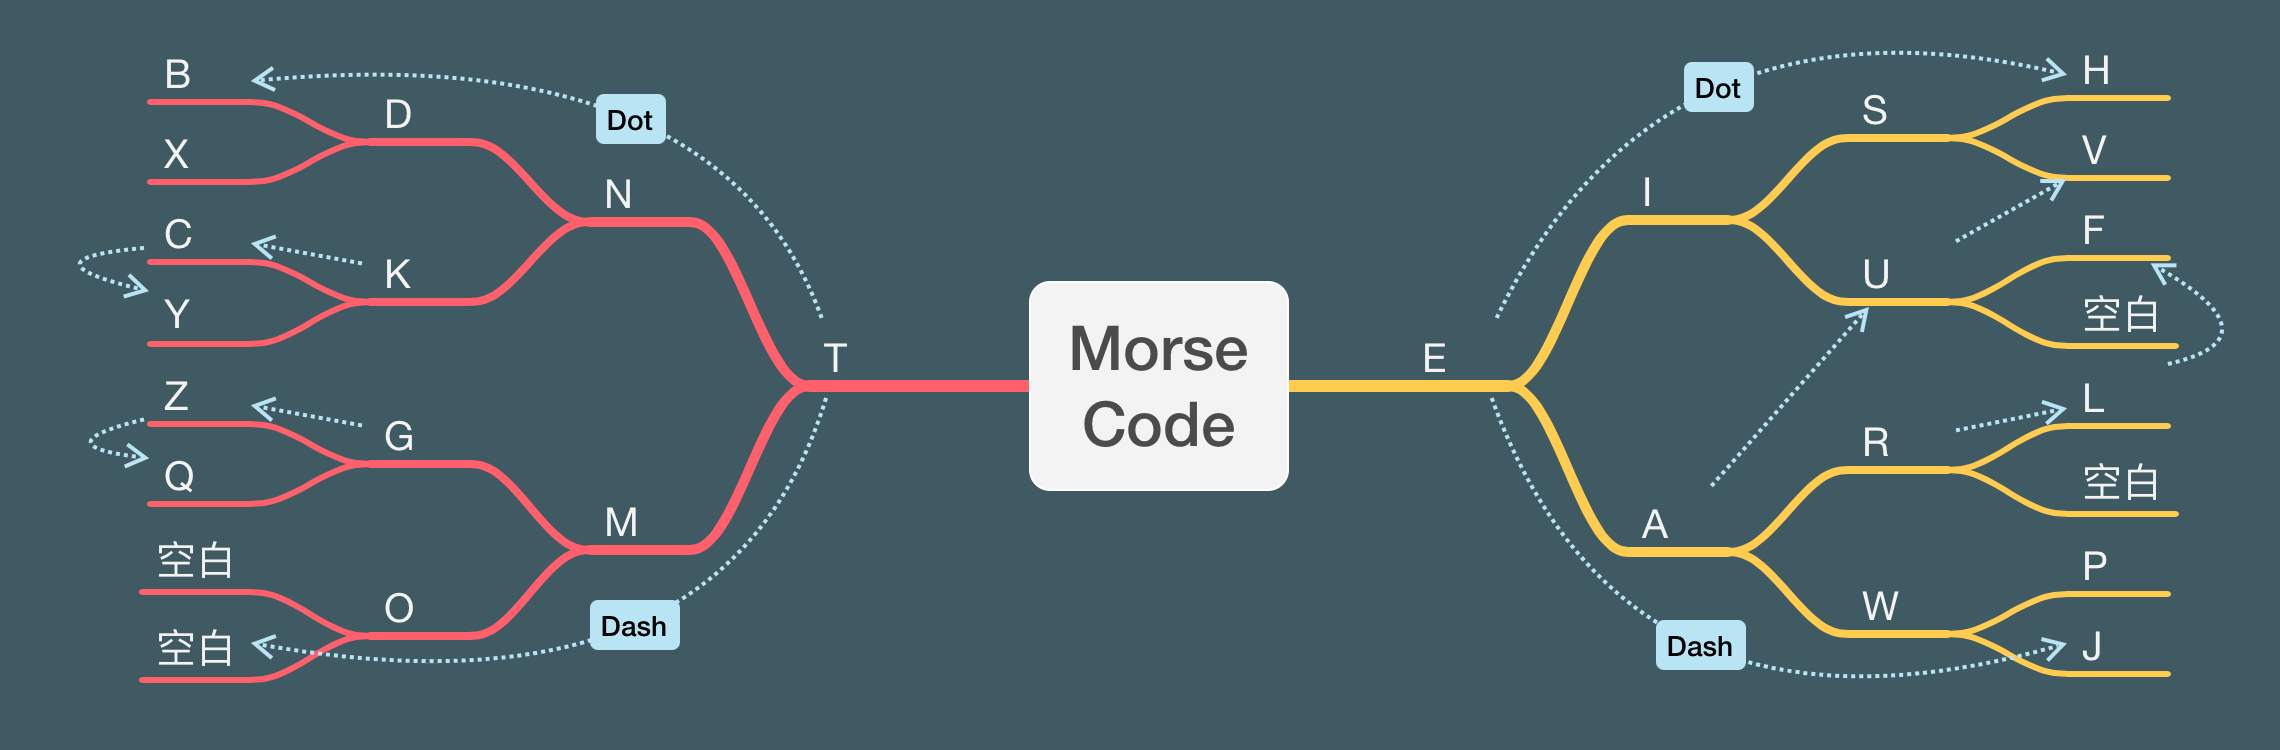 B
X
C
Y
Z
Q
空白
空白
D
K
G
O
N
M
Dot
Dash
T
Morse
Code
E
Dot
Dash
I
A
S
U
R
W
H
V
F
空白
L
空白
P
J